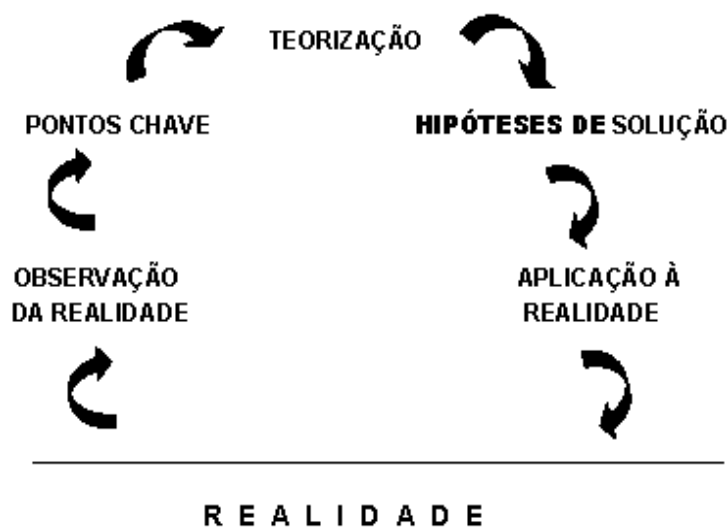 TEORIZAÇÃO
PONTOS CHAVE
HIPÓTESES DE SOLUÇÃO
OBSERVAÇÃO
DA REALIDADE
APLICAÇÃO À
REALIDADE
R E A L I D A D E